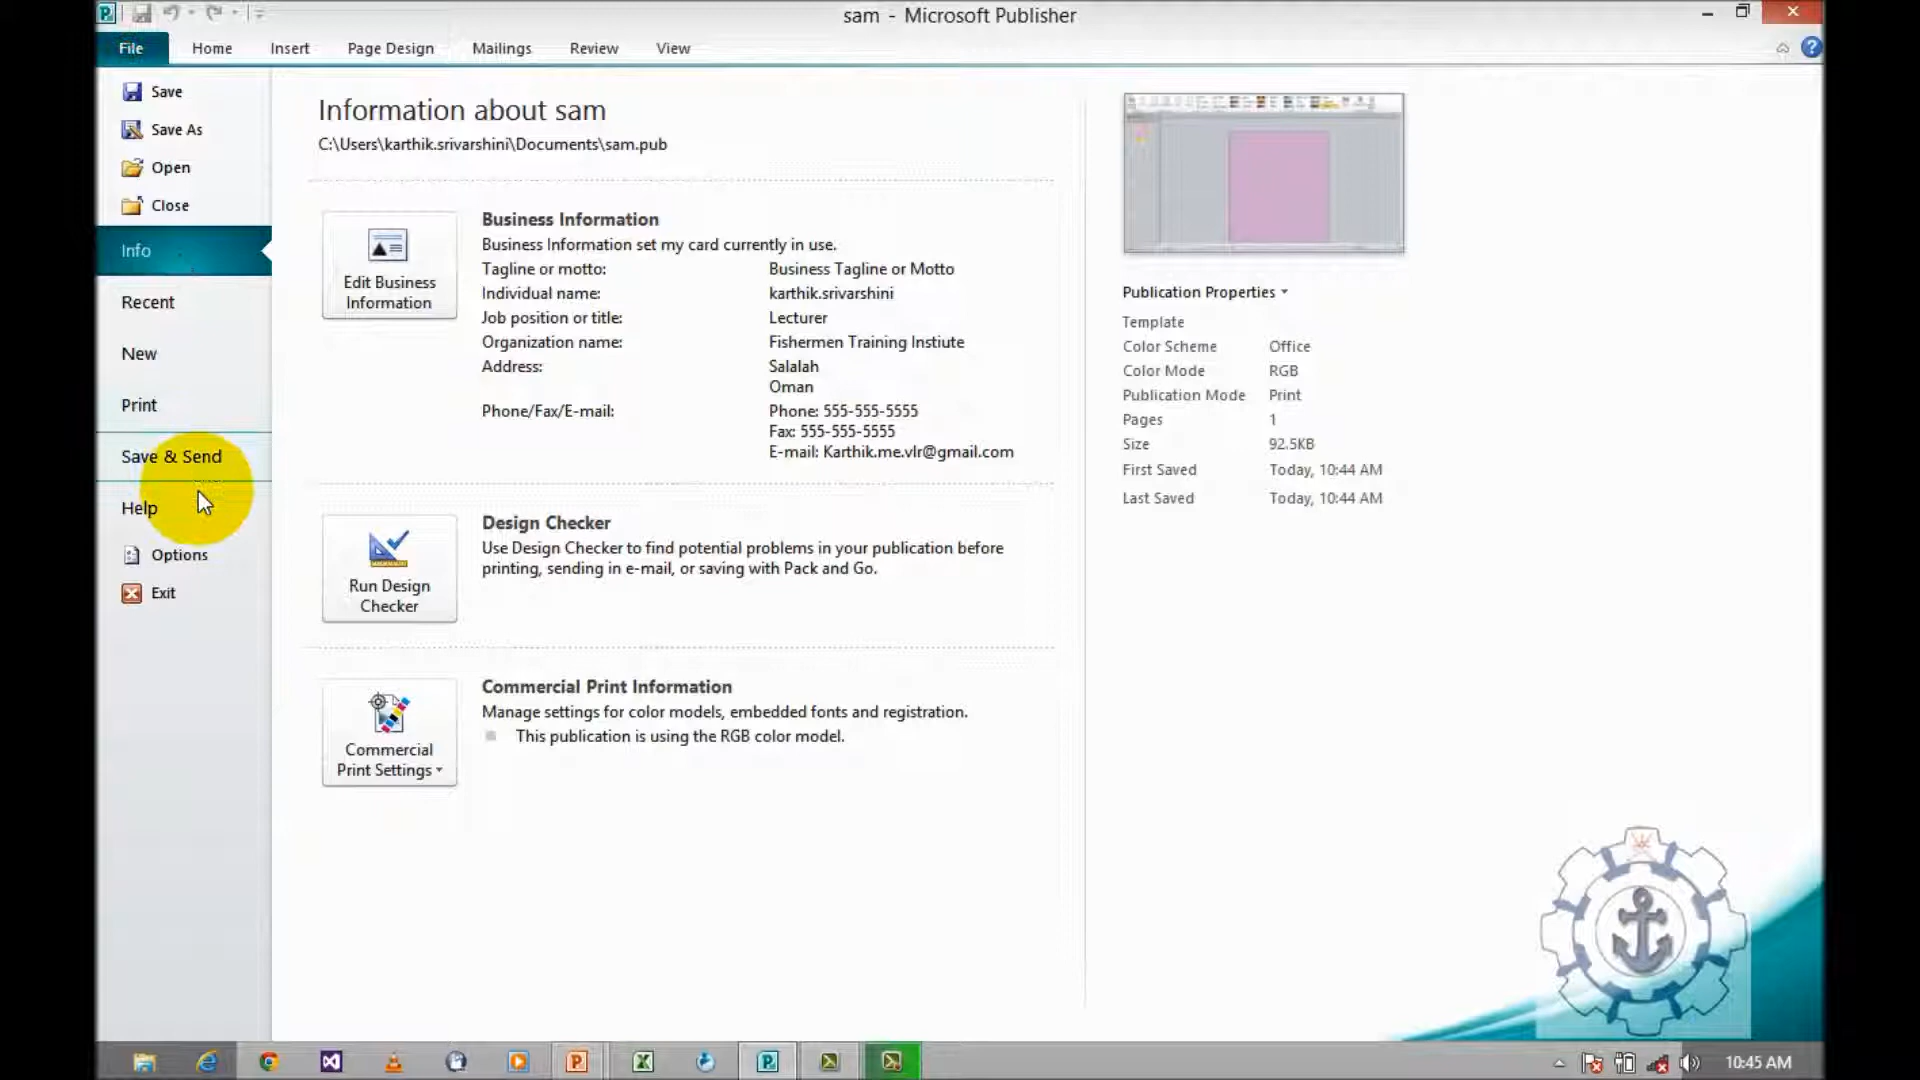 sam - Microsoft Publisher
File Home Insert Page Design Mailings Review View
Save
Save As
Open
Close
Info
Recent
New
Print
Save & Send
Help
Options
Exit
Information about sam
C:\Users\karthik.srivarshini\Documents\sam.pub
Edit Business
Information
Business Information
Business Information set my card currently in use.
Tagline or motto: Business Tagline or Motto
Individual name: karthik.srivarshini
Job position or title: Lecturer
Organization name: Fishermen Training Instiute
Address: Salalah
Oman
Phone/Fax/E-mail: Phone: 555-555-5555
Fax: 555-555-5555
E-mail: Karthik.me.vlr@gmail.com
Run Design
Checker
Design Checker
Use Design Checker to find potential problems in your publication before
printing, sending in e-mail, or saving with Pack and Go.
Commercial
Print Settings
Commercial Print Information
Manage settings for color models, embedded fonts and registration.
This publication is using the RGB color model.
Publication Properties
Template
Color Scheme Office
Color Mode RGB
Publication Mode Print
Pages 1
Size 92.5KB
First Saved Today, 10:44 AM
Last Saved Today, 10:44 AM
10:45 AM